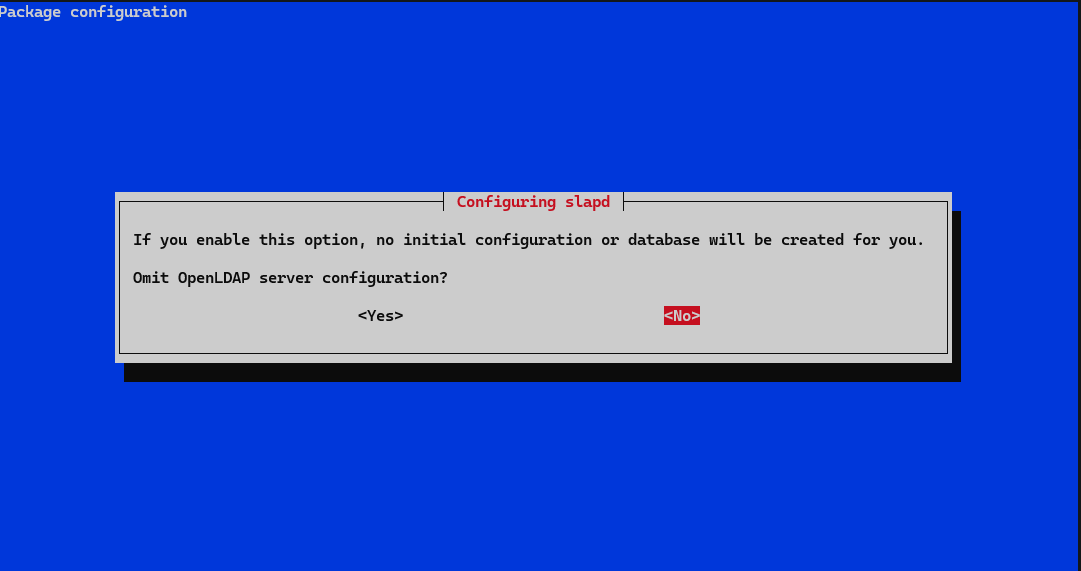 Package configuration
Configuring slapd
If you enable this option, no initial configuration or database will be created for you.
Omit OpenLDAP server configuration?
<Yes> <No>